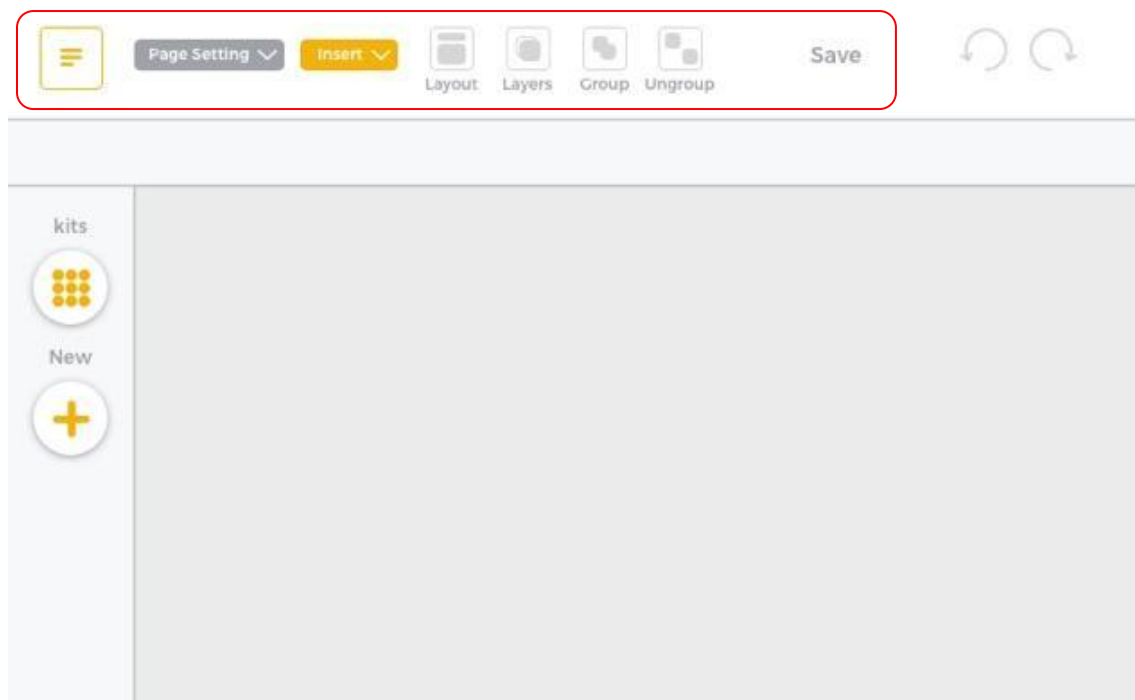 Page Setting
Insert
Layout
Layers
Group
Ungroup
Save
kits
New